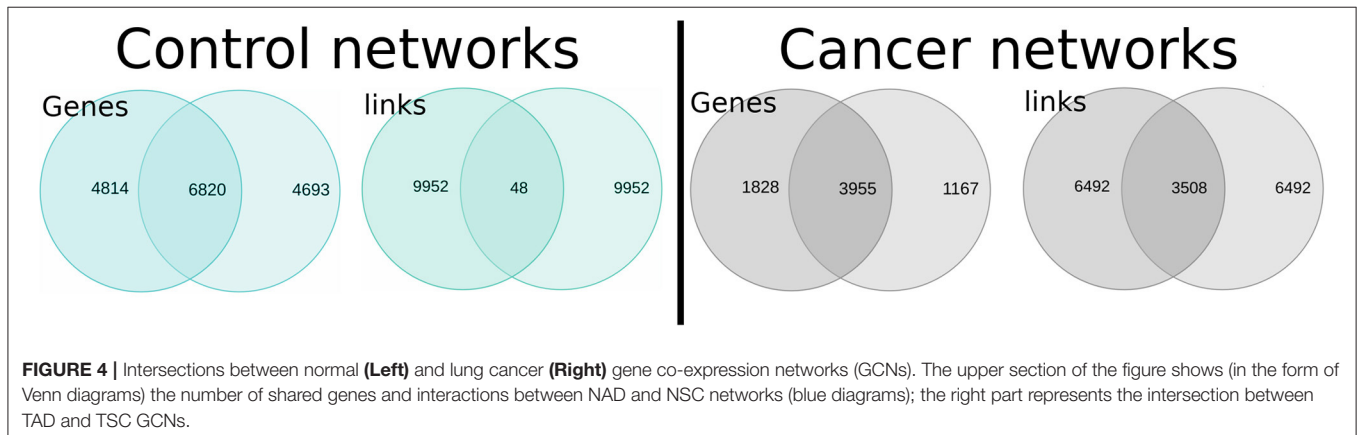 Control networks
Cancer networks
Genes
links
Genes
links
4814 6820 4693
9952 48 9952
1828 3955 1167
6492 3508 6492
FIGURE 4 | Intersections between normal (Left) and lung cancer (Right) gene co-expression networks (GCNs). The upper section of the figure shows (in the form of
Venn diagrams) the number of shared genes and interactions between NAD and NSC networks (blue diagrams); the right part represents the intersection between
TAD and TSC GCNs.